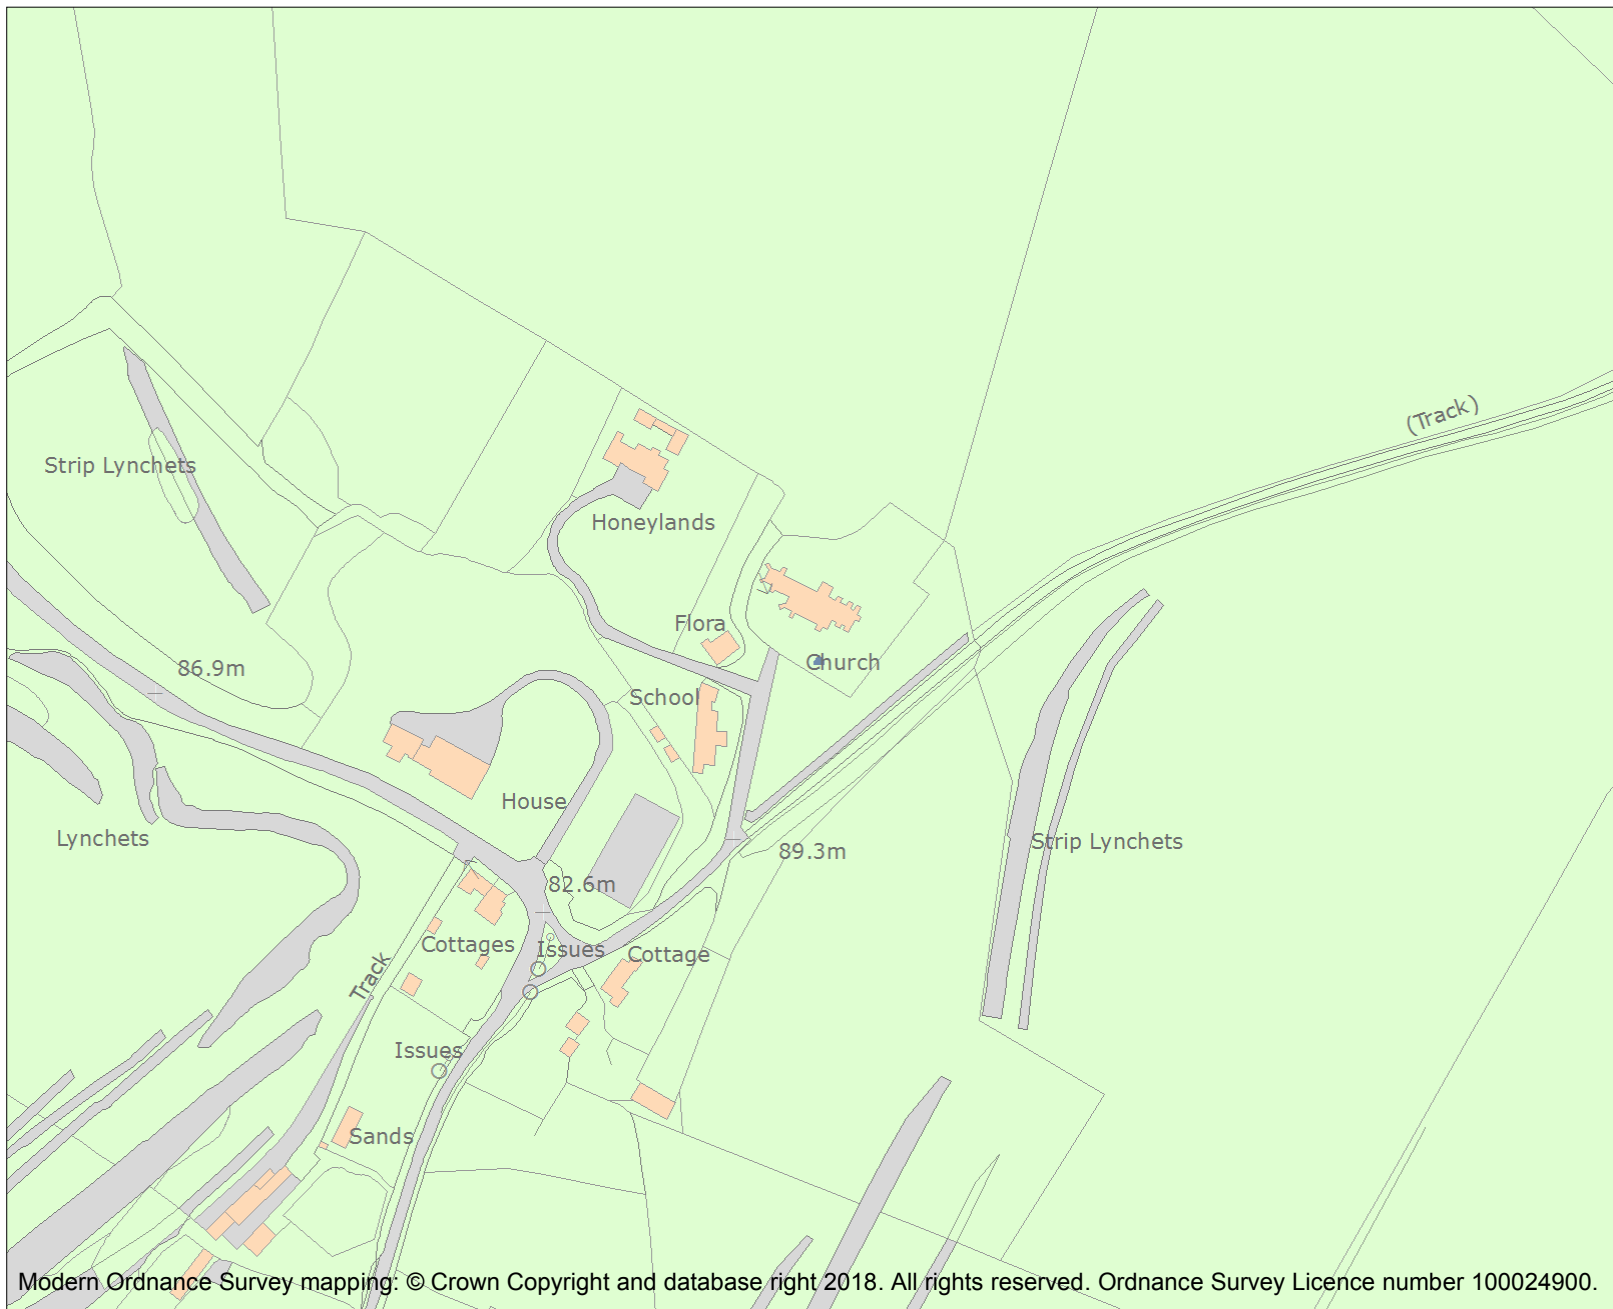 (Track)
Strip Lynchets
Honeylands
Flora
Church
86.9m
School
House
Lynchets
Strip Lynchets
89.3m
82.6m
Cottages
Issues
Cottage
Track
Issues
Sands
Modern Ordnance Survey mapping: © Crown Copyright and database right 2018. All rights reserved. Ordnance Survey Licence number 100024900.